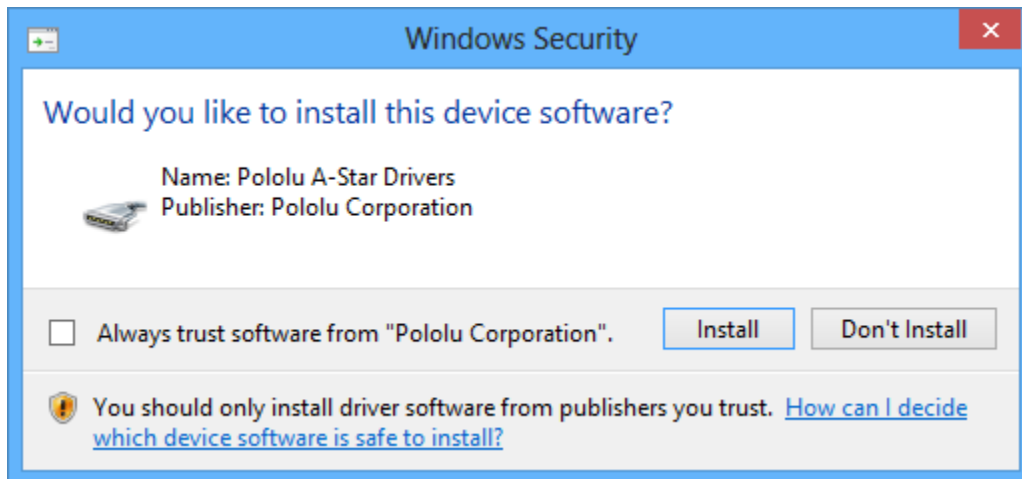 Windows Security
Would you like to install this device software?
Name: Pololu A-Star Drivers
Publisher: Pololu Corporation
Always trust software from "Pololu Corporation".
Install
Don't Install
You should only install driver software from publishers you trust. How can I decide
which device software is safe to install?